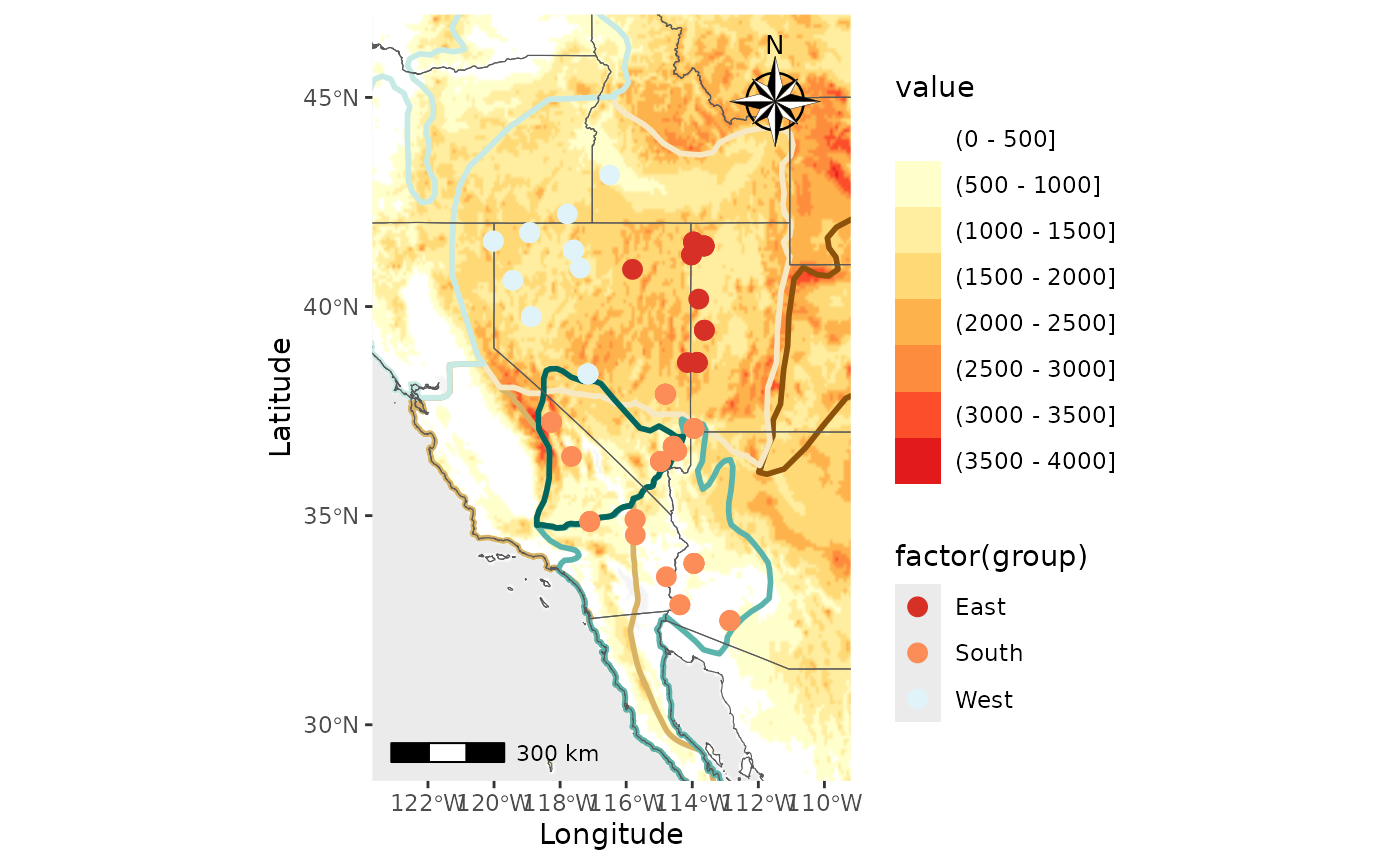 N
45°N
40°N
35°N
30°N
Latitude
300 km
122°W 120°W 118°W 116°W 114°W 112°W 110°W
Longitude
value
(0 - 500]
(500 - 1000]
(1000 - 1500]
(1500 - 2000]
(2000 - 2500]
(2500 - 3000]
(3000 - 3500]
(3500 - 4000]
factor(group)
East
South
West